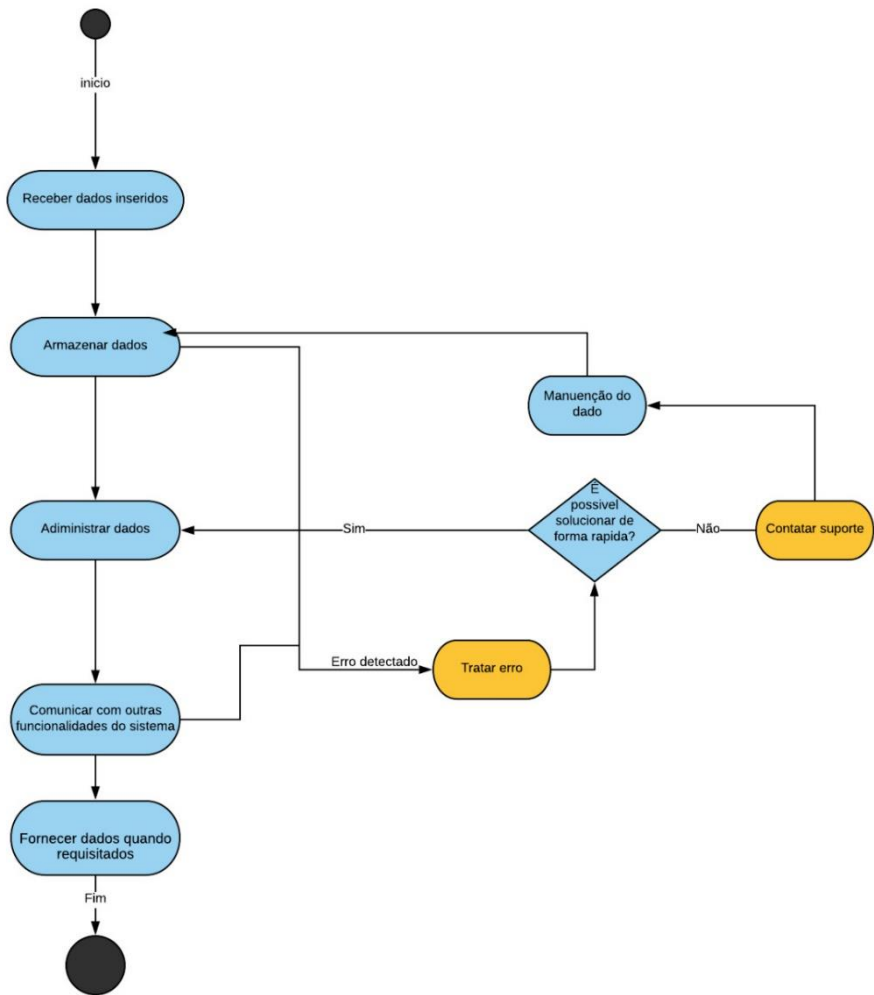 inicio
Receber dados inseridos
Armazenar dados
Manuenção do
dado
Adiministrar dados
Sim
É
possivel
solucionar de
forma rapida?
Não
Contatar suporte
Erro detectado
Tratar erro
Comunicar com outras
funcionalidades do sistema
Fornecer dados quando
requisitados
Fim